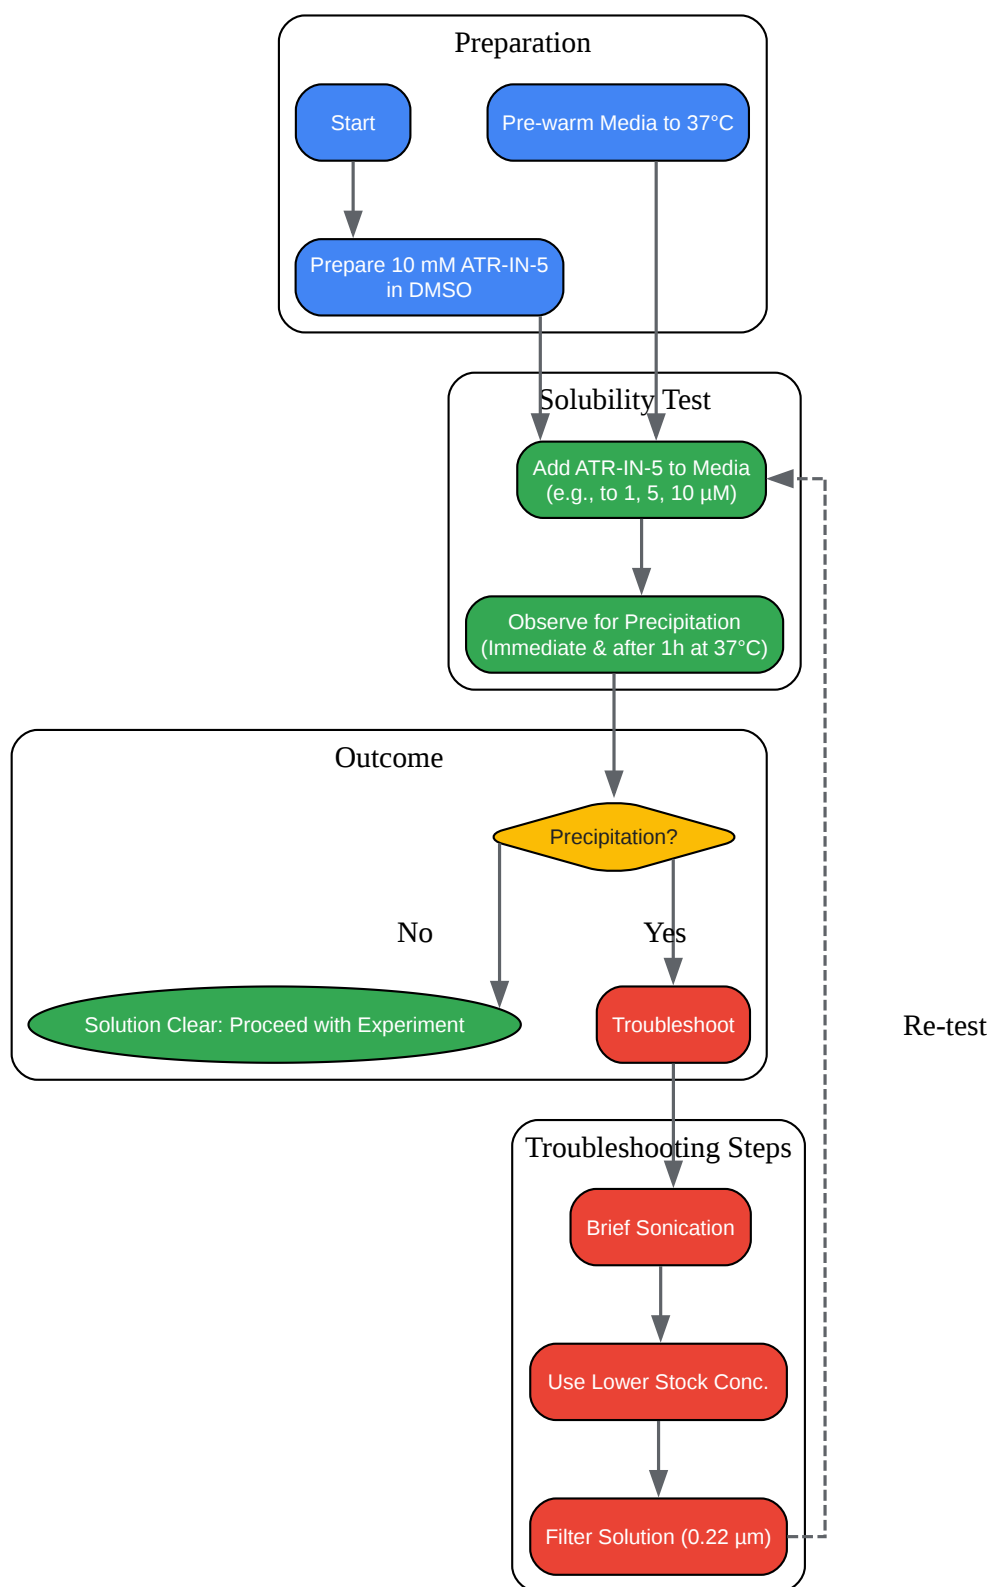 Preparation
Start
Pre-warm Media to 37°C
Prepare 10 mM ATR-IN-5
in DMSO
Solubility Test
Add ATR-IN-5 to Media
(e.g., to 1, 5, 10 µM)
Observe for Precipitation
(Immediate & after 1h at 37°C)
Outcome
Precipitation?
No
Yes
Solution Clear: Proceed with Experiment
Troubleshoot
Re-test
Troubleshooting Steps
Brief Sonication
Use Lower Stock Conc.
Filter Solution (0.22 µm)